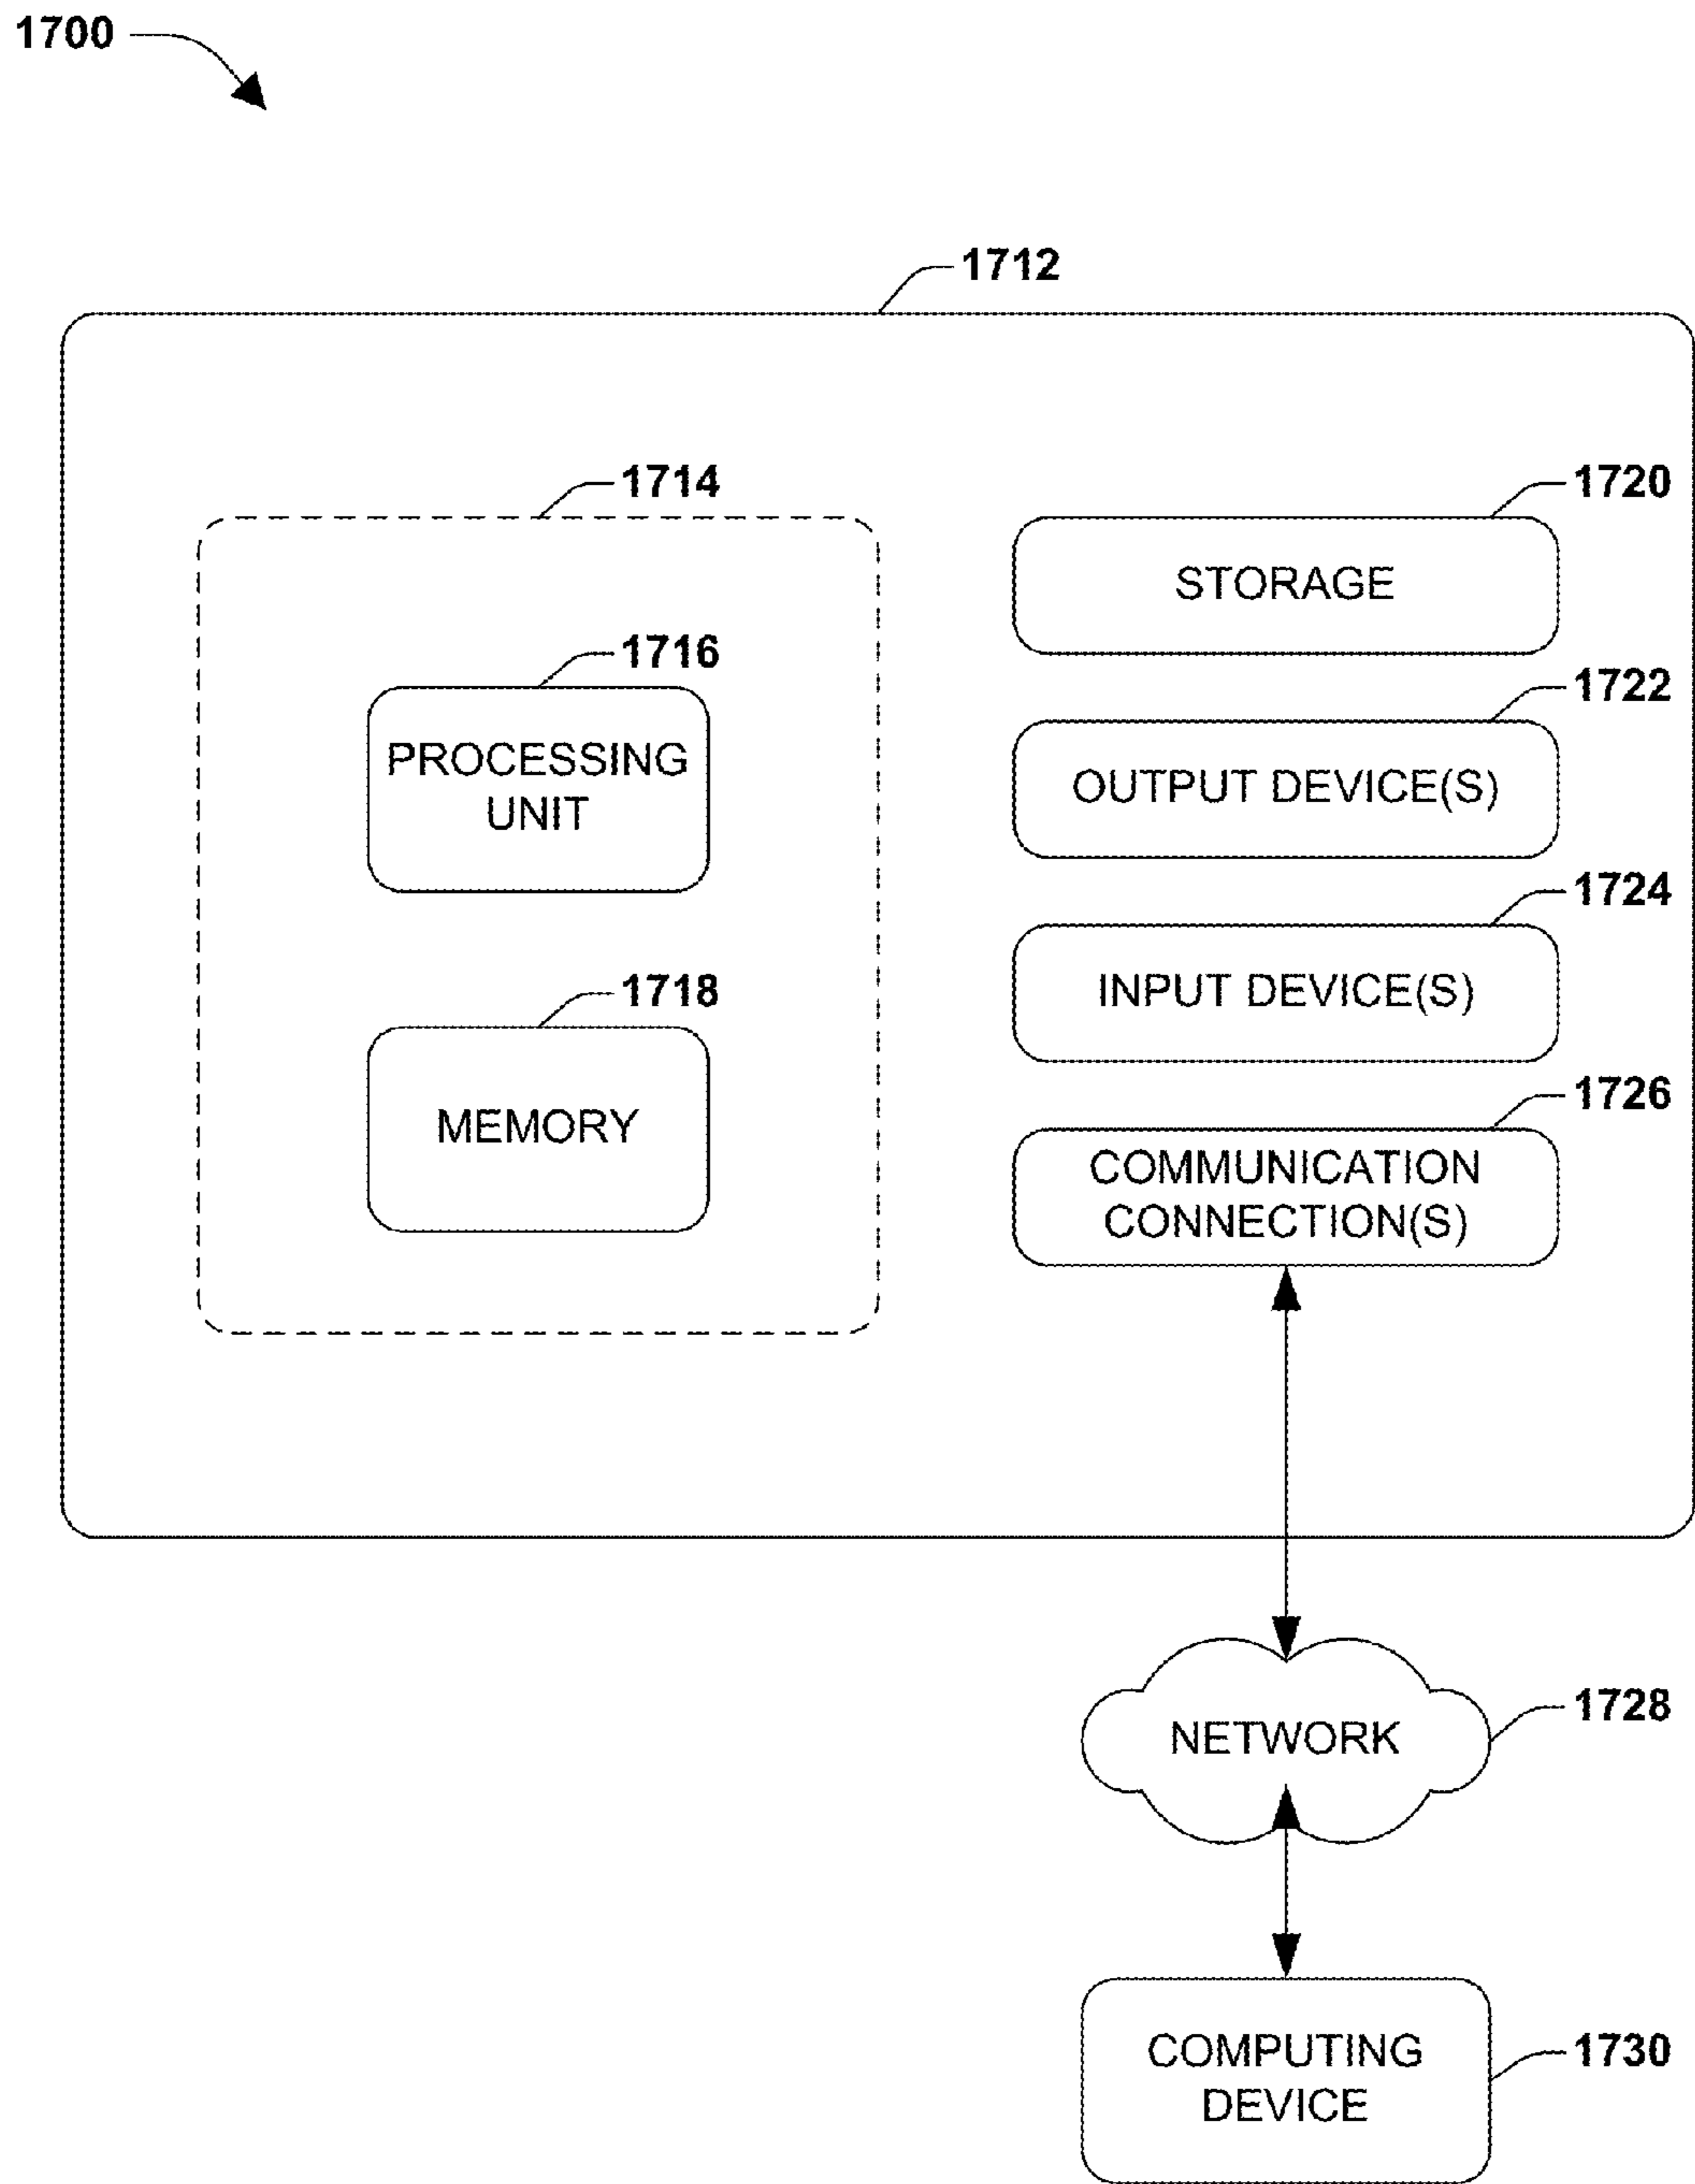 1700
1712
1714
1720
STORAGE
1716
1722
PROCESSING
UNIT
OUTPUT DEVICE(S)
1724
1718
INPUT DEVICE(S)
1726
MEMORY
COMMUNICATION
CONNECTION(S)
1728
NETWORK
1730
COMPUTING
DEVICE